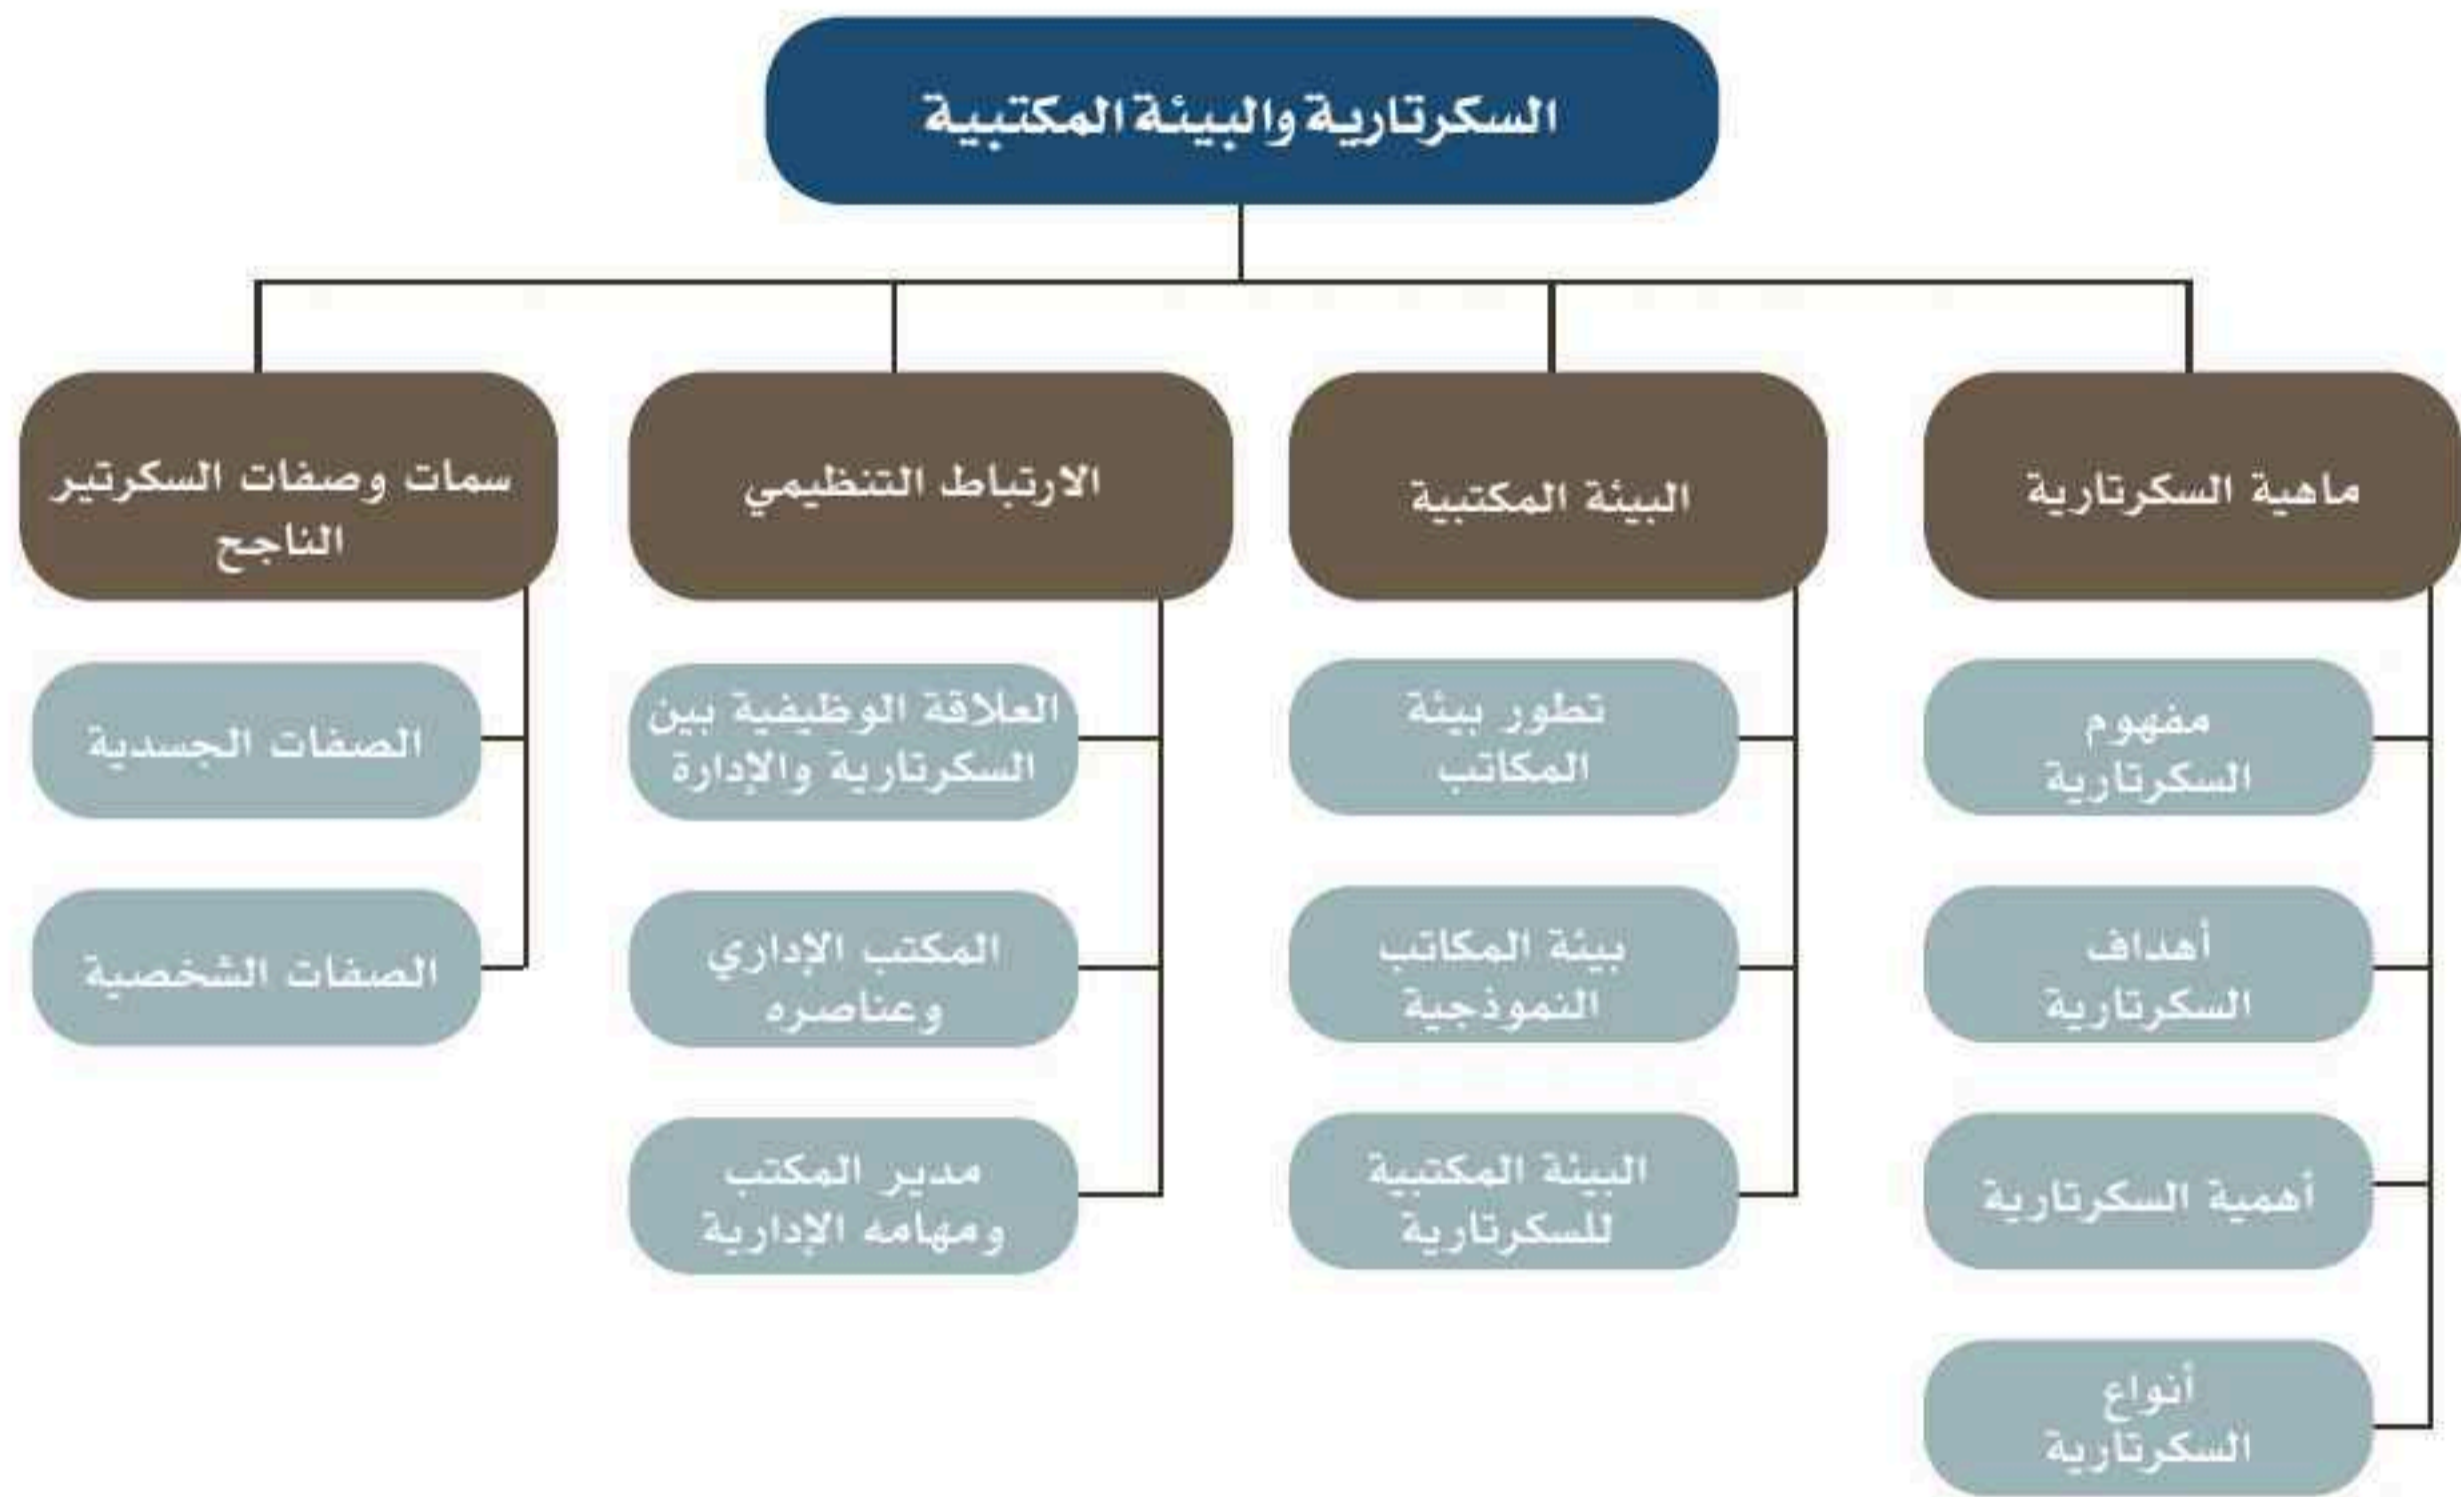 السكرتارية والبيئة المكتبية
ماهية السكرتارية
مفهوم
السكرتارية
أهداف
السكرتارية
أهمية السكرتارية
أنواع
السكرتارية
البيئة المكتبية
تطور بيئة
المكاتب
بيئة المكاتب
النموذجية
البيئة المكتبية
للسكرتارية
الارتباط التنظيمي
العلاقة الوظيفية بين
السكرتارية والإدارة
المكتب الإداري
وعناصره
مدير المكتب
ومهامه الإدارية
سمات وصفات السكرتير
الناجح
الصفات الجسدية
الصفات الشخصية